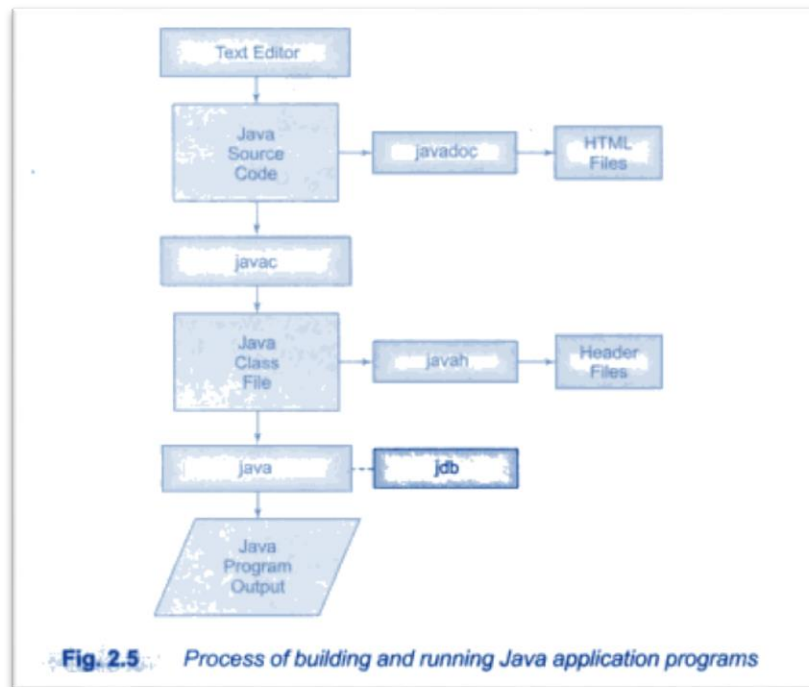 Text Editor
Java
Source
Code
javadoc
HTML
Files
javac
Java
Class
File
javah
Header
Files
java
jdb
Java
Program
Output
Fig. 2.5 Process of building and running Java application programs